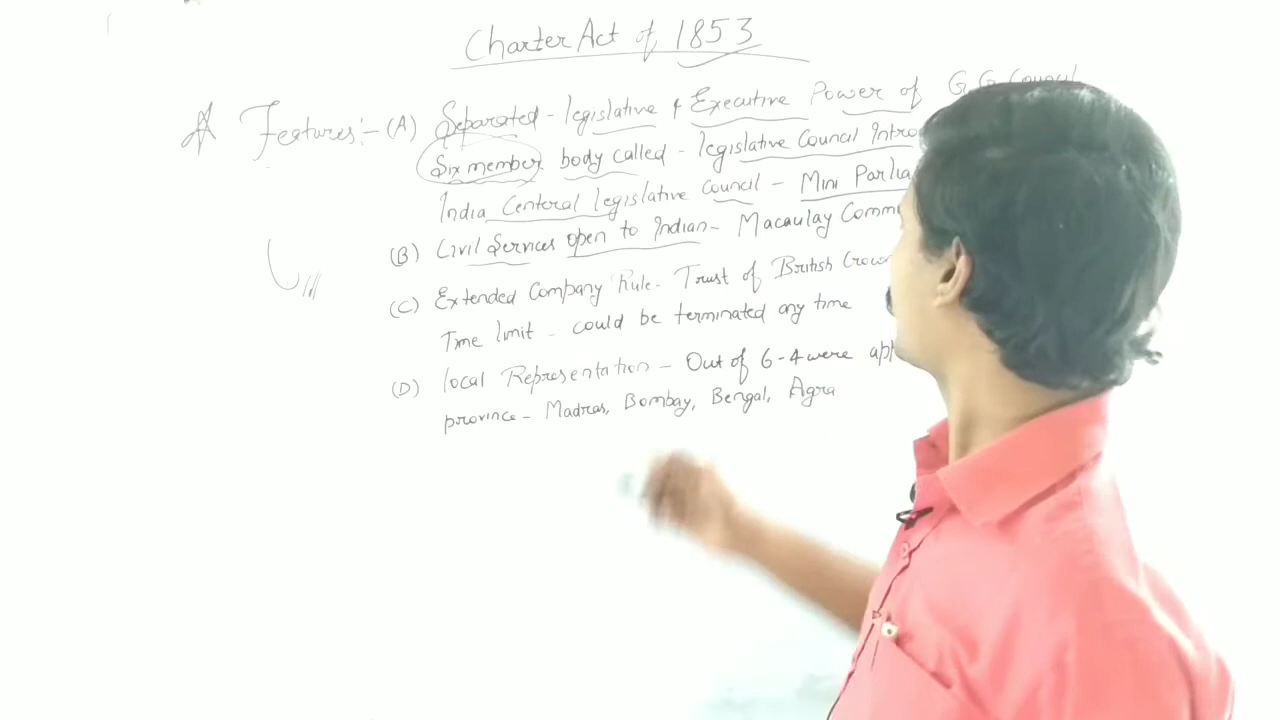 Charter Act of 1853
Features:- (A) Separated - legislative & Executive Power of G.G Council
Six member body called - legislative Council
India Centeral legislative council - Mini
(B) Civil Services open to Indian - Macaulay
(C) Extended Company Rule - Trust of British
Time limit - could be terminated any time
(D) local Representation - Out of 6 - 4 were
province - Madras, Bombay, Bengal, Agra